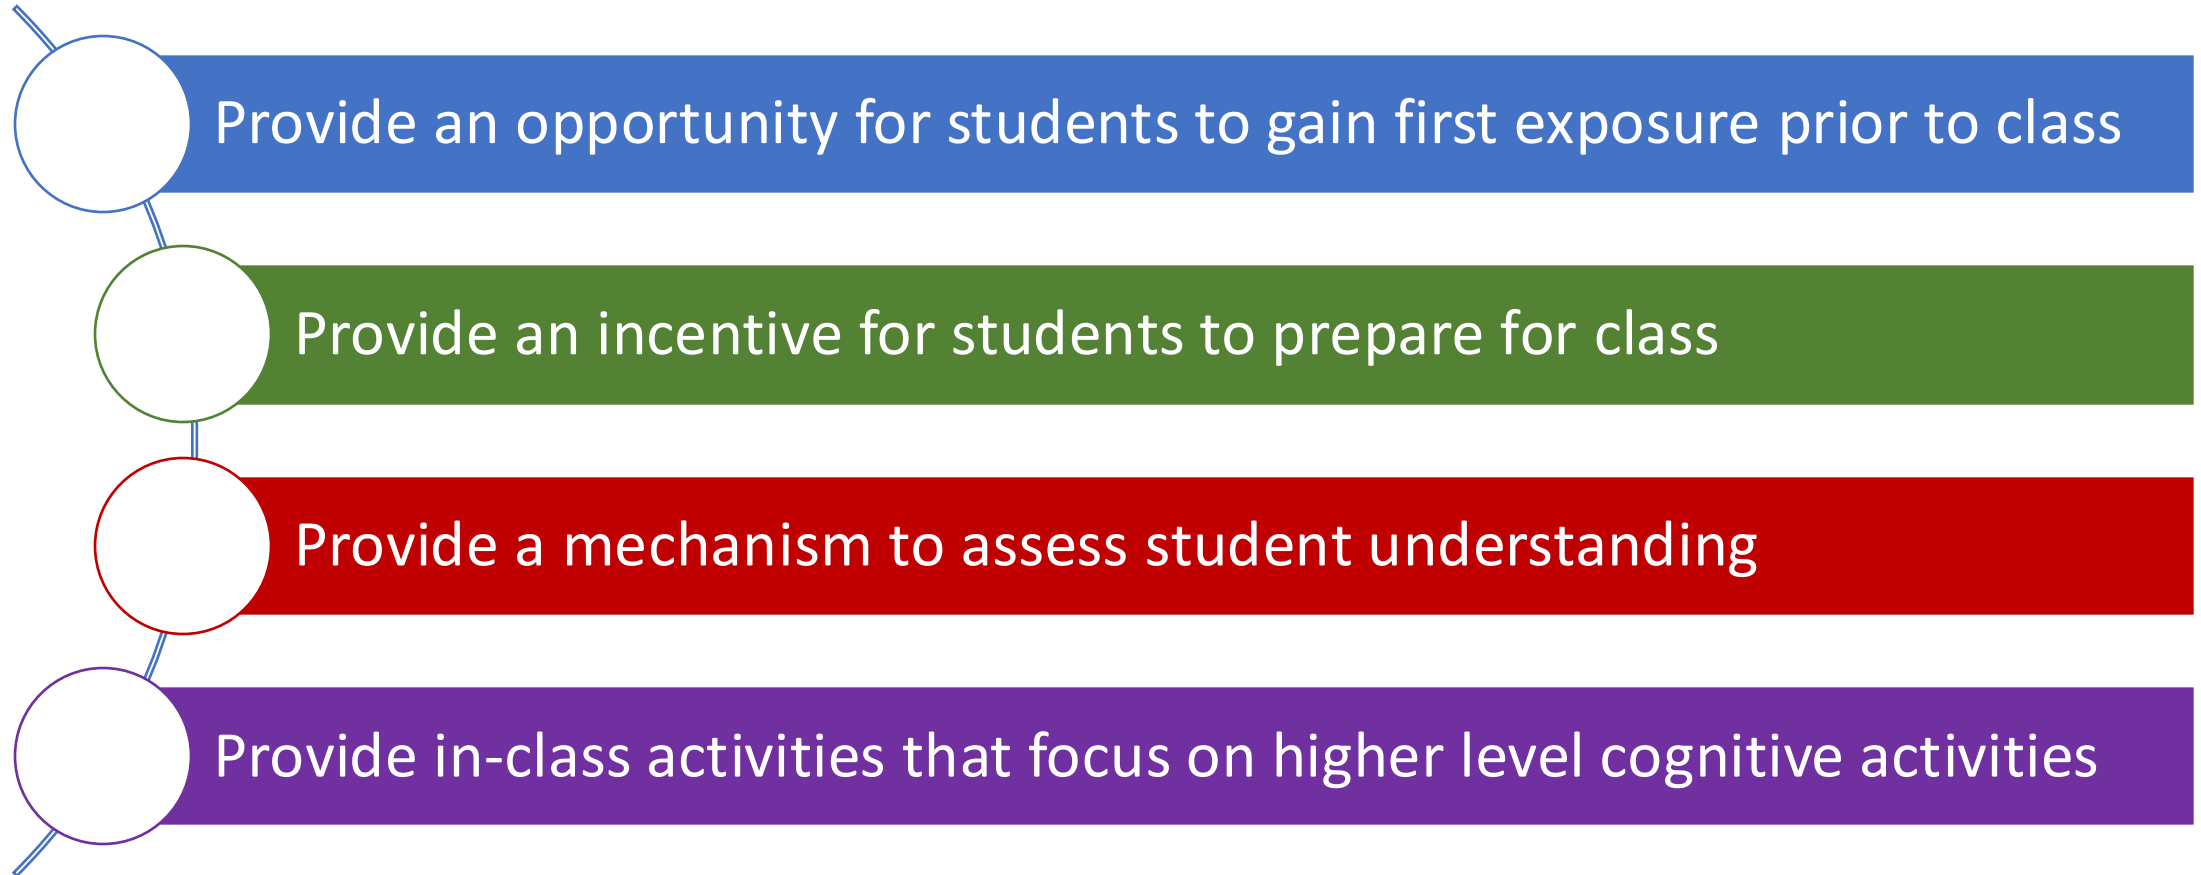 Provide an opportunity for students to gain first exposure prior to class
Provide an incentive for students to prepare for class
Provide a mechanism to assess student understanding
Provide in-class activities that focus on higher level cognitive activities